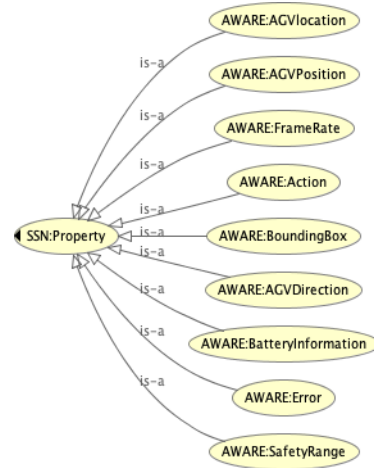 AWARE:AGVlocation
is-a
AWARE:AGVPosition
is-a
AWARE:FrameRate
is-a
AWARE:Action
is-a
SSN:Property
is-a
AWARE:BoundingBox
is-a
AWARE:AGVDirection
is-a
AWARE:BatteryInformation
is-a
AWARE:Error
is-a
AWARE:SafetyRange